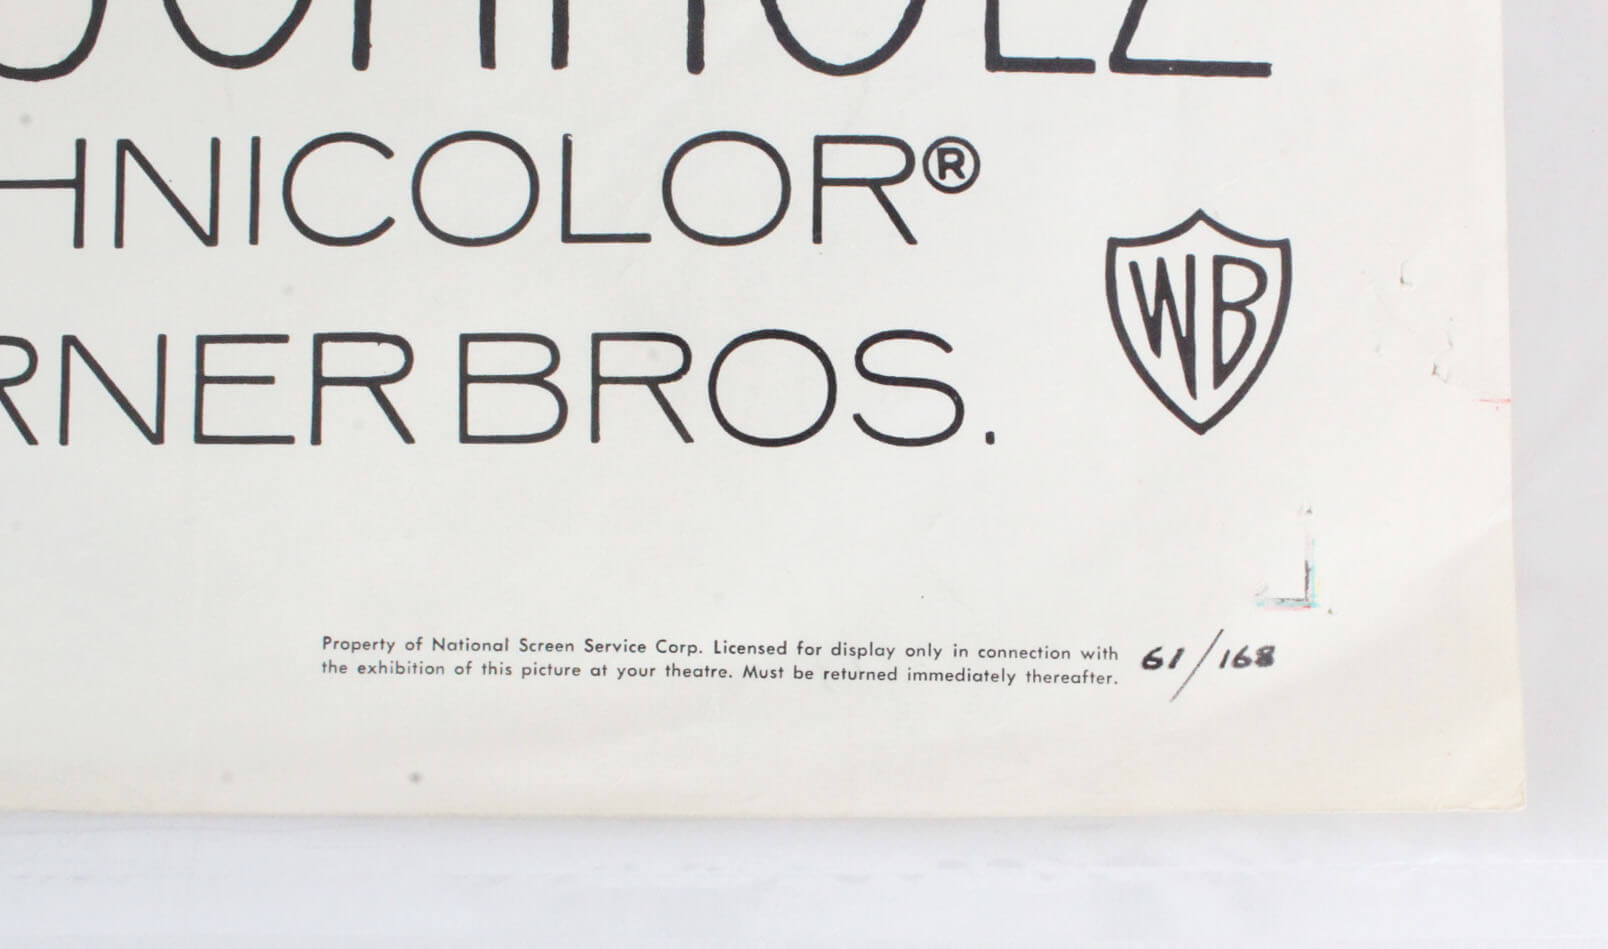 HNICOLOR®
RNER BROS.
WB
Property of National Screen Service Corp. Licensed for display only in connection with
the exhibition of this picture at your theatre. Must be returned immediately thereafter.
61/168